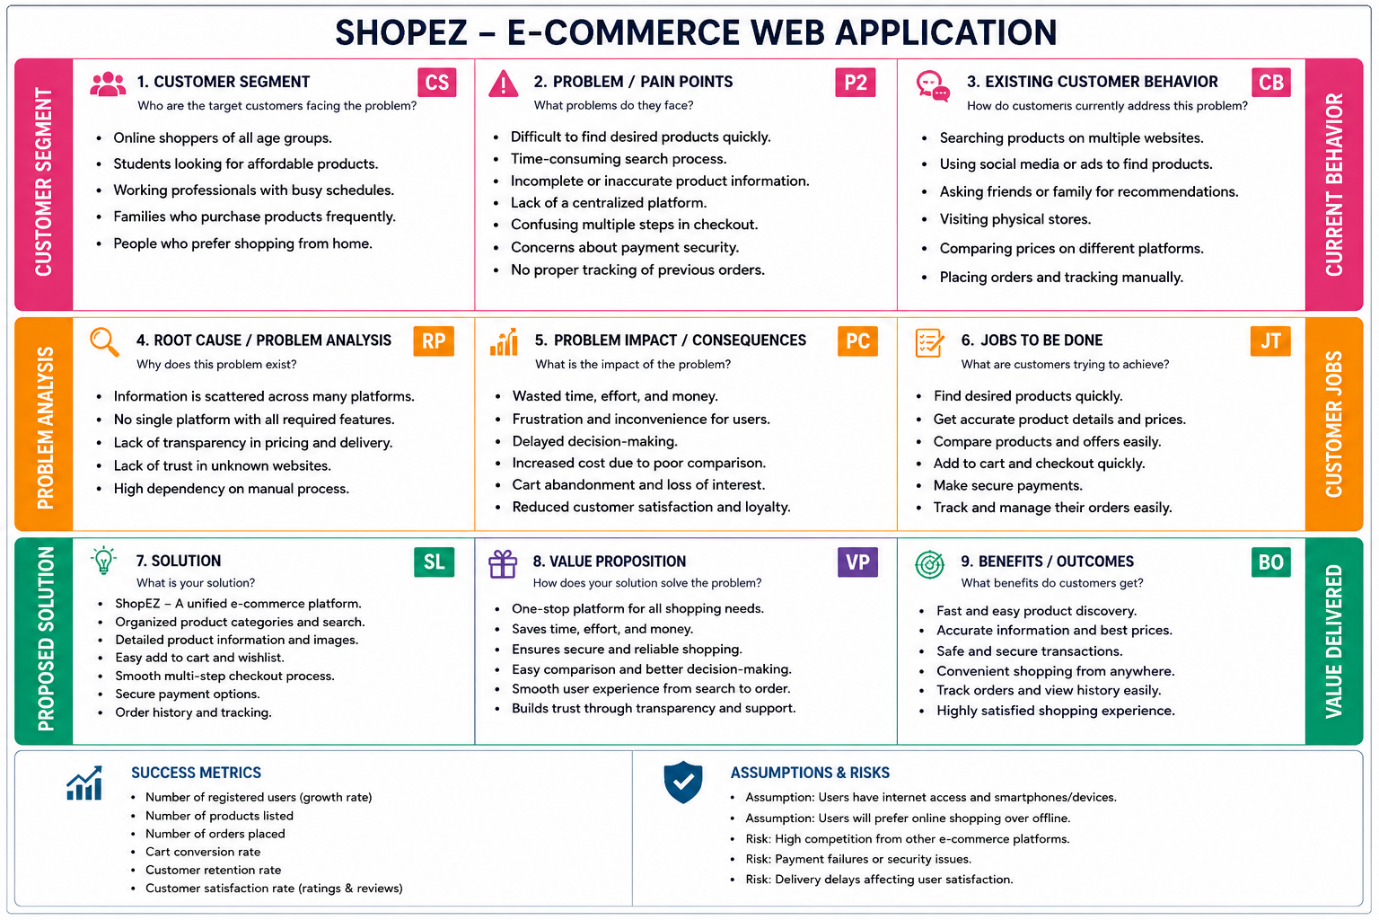 SHOPEZ – E-COMMERCE WEB APPLICATION
CUSTOMER SEGMENT
1. CUSTOMER SEGMENT
CS
Who are the target customers facing the problem?
• Online shoppers of all age groups.
• Students looking for affordable products.
• Working professionals with busy schedules.
• Families who purchase products frequently.
• People who prefer shopping from home.
2. PROBLEM / PAIN POINTS
P2
What problems do they face?
• Difficult to find desired products quickly.
• Time-consuming search process.
• Incomplete or inaccurate product information.
• Lack of a centralized platform.
• Confusing multiple steps in checkout.
• Concerns about payment security.
• No proper tracking of previous orders.
3. EXISTING CUSTOMER BEHAVIOR
CB
How do customers currently address this problem?
• Searching products on multiple websites.
• Using social media or ads to find products.
• Asking friends or family for recommendations.
• Visiting physical stores.
• Comparing prices on different platforms.
• Placing orders and tracking manually.
CURRENT BEHAVIOR
PROBLEM ANALYSIS
4. ROOT CAUSE / PROBLEM ANALYSIS
RP
Why does this problem exist?
• Information is scattered across many platforms.
• No single platform with all required features.
• Lack of transparency in pricing and delivery.
• Lack of trust in unknown websites.
• High dependency on manual process.
5. PROBLEM IMPACT / CONSEQUENCES
PC
What is the impact of the problem?
• Wasted time, effort, and money.
• Frustration and inconvenience for users.
• Delayed decision-making.
• Increased cost due to poor comparison.
• Cart abandonment and loss of interest.
• Reduced customer satisfaction and loyalty.
6. JOBS TO BE DONE
JT
What are customers trying to achieve?
• Find desired products quickly.
• Get accurate product details and prices.
• Compare products and offers easily.
• Add to cart and checkout quickly.
• Make secure payments.
• Track and manage their orders easily.
CUSTOMER JOBS
PROPOSED SOLUTION
7. SOLUTION
SL
What is your solution?
• ShopEZ – A unified e-commerce platform.
• Organized product categories and search.
• Detailed product information and images.
• Easy add to cart and wishlist.
• Smooth multi-step checkout process.
• Secure payment options.
• Order history and tracking.
8. VALUE PROPOSITION
VP
How does your solution solve the problem?
• One-stop platform for all shopping needs.
• Saves time, effort, and money.
• Ensures secure and reliable shopping.
• Easy comparison and better decision-making.
• Smooth user experience from search to order.
• Builds trust through transparency and support.
9. BENEFITS / OUTCOMES
BO
What benefits do customers get?
• Fast and easy product discovery.
• Accurate information and best prices.
• Safe and secure transactions.
• Convenient shopping from anywhere.
• Track orders and view history easily.
• Highly satisfied shopping experience.
VALUE DELIVERED
SUCCESS METRICS
• Number of registered users (growth rate)
• Number of products listed
• Number of orders placed
• Cart conversion rate
• Customer retention rate
• Customer satisfaction rate (ratings & reviews)
ASSUMPTIONS & RISKS
• Assumption: Users have internet access and smartphones/devices.
• Assumption: Users will prefer online shopping over offline.
• Risk: High competition from other e-commerce platforms.
• Risk: Payment failures or security issues.
• Risk: Delivery delays affecting user satisfaction.